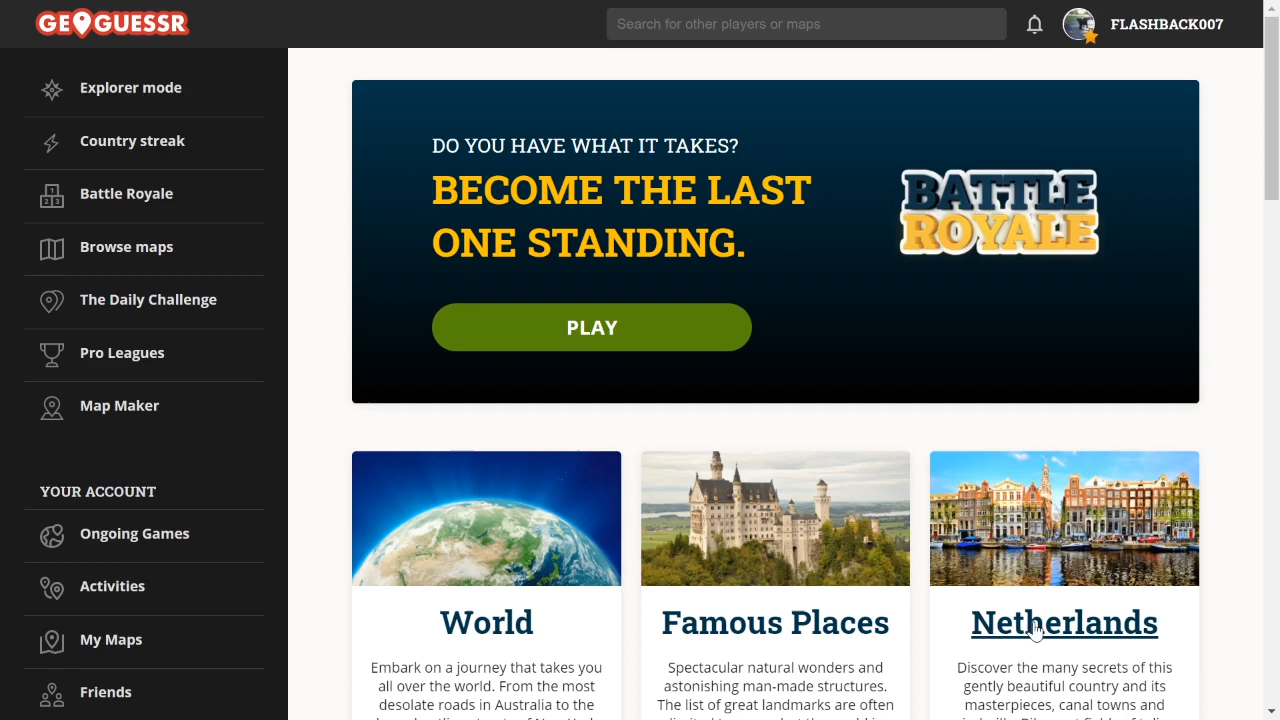 GEOGUESSR
Search for other players or maps
FLASHBACK007
Explorer mode
Country streak
Battle Royale
Browse maps
The Daily Challenge
Pro Leagues
Map Maker
YOUR ACCOUNT
Ongoing Games
Activities
My Maps
Friends
DO YOU HAVE WHAT IT TAKES?
BECOME THE LAST
ONE STANDING.
PLAY
BATTLE
ROYALE
World
Embark on a journey that takes you
all over the world. From the most
desolate roads in Australia to the
Famous Places
Spectacular natural wonders and
astonishing man-made structures.
The list of great landmarks are often
Netherlands
Discover the many secrets of this
gently beautiful country and its
masterpieces, canal towns and